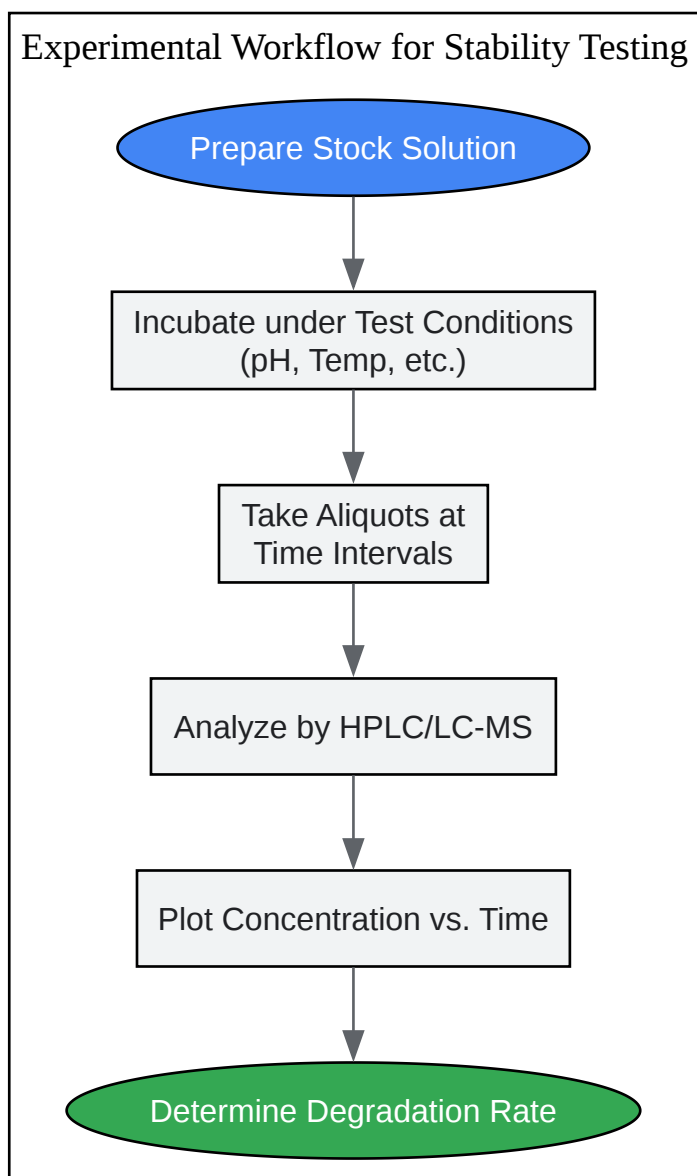 Experimental Workflow for Stability Testing
Prepare Stock Solution
Incubate under Test Conditions
(pH, Temp, etc.)
Take Aliquots at
Time Intervals
Analyze by HPLC/LC-MS
Plot Concentration vs. Time
Determine Degradation Rate